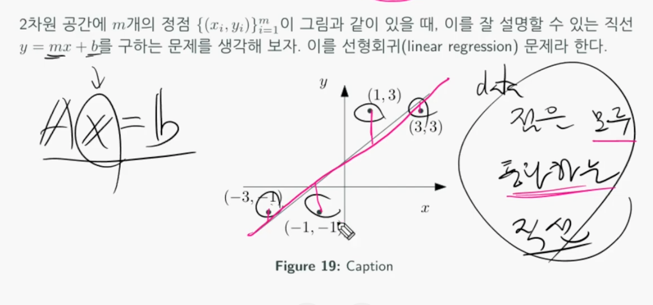 2차원 공간에 m개의 정점 {(x_i, y_i)}_{i=1}^m이 그림과 같이 있을 때, 이를 잘 설명할 수 있는 직선
y = mx + b를 구하는 문제를 생각해 보자. 이를 선형회귀(linear regression) 문제라 한다.
A x = b
y
(1, 3)
(3, 3)
(−3, −1)
(−1, −1
x
data
점은 모두
통과하는
직선
Figure 19: Caption